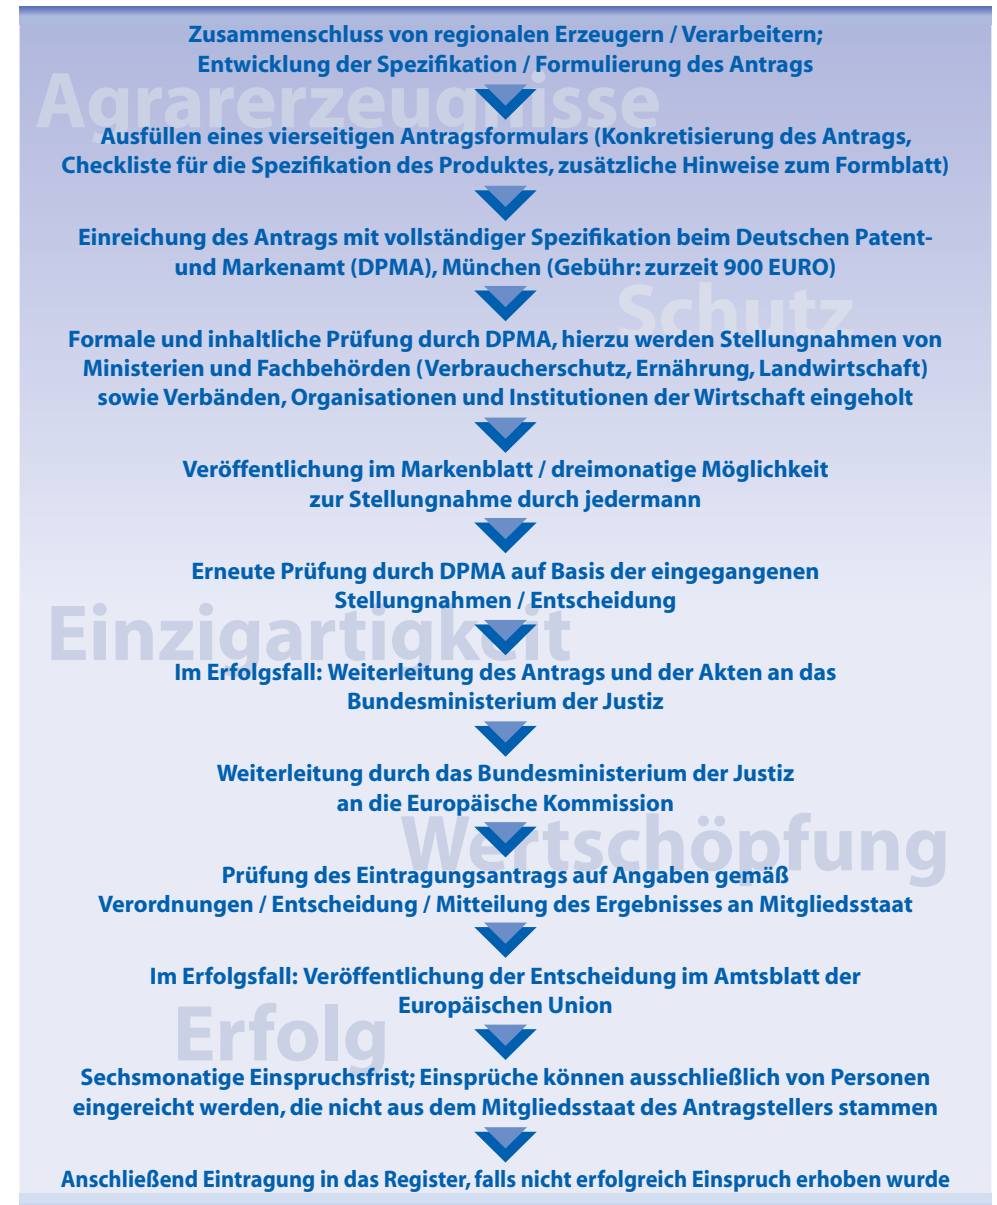 Zusammenschluss von regionalen Erzeugern / Verarbeitern;
Entwicklung der Spezifikation / Formulierung des Antrags
Agrarerzeugnisse
Ausfüllen eines vierseitigen Antragsformulars (Konkretisierung des Antrags,
Checkliste für die Spezifikation des Produktes, zusätzliche Hinweise zum Formblatt)
Einreichung des Antrags mit vollständiger Spezifikation beim Deutschen Patent-
und Markenamt (DPMA), München (Gebühr: zurzeit 900 EURO)
Schutz
Formale und inhaltliche Prüfung durch DPMA, hierzu werden Stellungnahmen von
Ministerien und Fachbehörden (Verbraucherschutz, Ernährung, Landwirtschaft)
sowie Verbänden, Organisationen und Institutionen der Wirtschaft eingeholt
Veröffentlichung im Markenblatt / dreimonatige Möglichkeit
zur Stellungnahme durch jedermann
Erneute Prüfung durch DPMA auf Basis der eingegangenen
Stellungnahmen / Entscheidung
Einzigartigkeit
Im Erfolgsfall: Weiterleitung des Antrags und der Akten an das
Bundesministerium der Justiz
Weiterleitung durch das Bundesministerium der Justiz
an die Europäische Kommission
Wertschöpfung
Prüfung des Eintragungsantrags auf Angaben gemäß
Verordnungen / Entscheidung / Mitteilung des Ergebnisses an Mitgliedsstaat
Im Erfolgsfall: Veröffentlichung der Entscheidung im Amtsblatt der
Europäischen Union
Erfolg
Sechsmonatige Einspruchsfrist; Einsprüche können ausschließlich von Personen
eingereicht werden, die nicht aus dem Mitgliedsstaat des Antragstellers stammen
Anschließend Eintragung in das Register, falls nicht erfolgreich Einspruch erhoben wurde